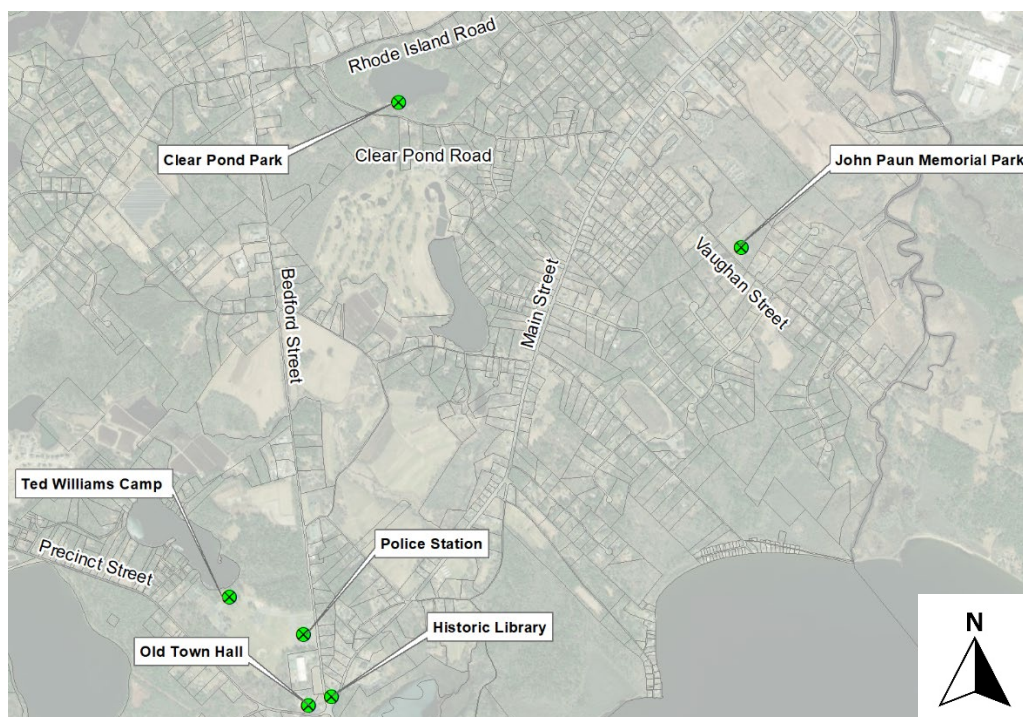 Rhode Island Road
Clear Pond Park
Clear Pond Road
John Paun Memorial Park
Vaughan Street
Main Street
Bedford Street
Ted Williams Camp
Precinct Street
Police Station
Historic Library
Old Town Hall
N